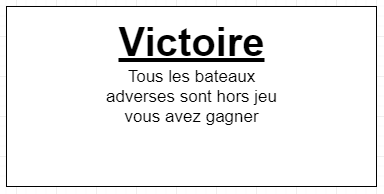 Victoire
Tous les bateaux
adverses sont hors jeu
vous avez gagner